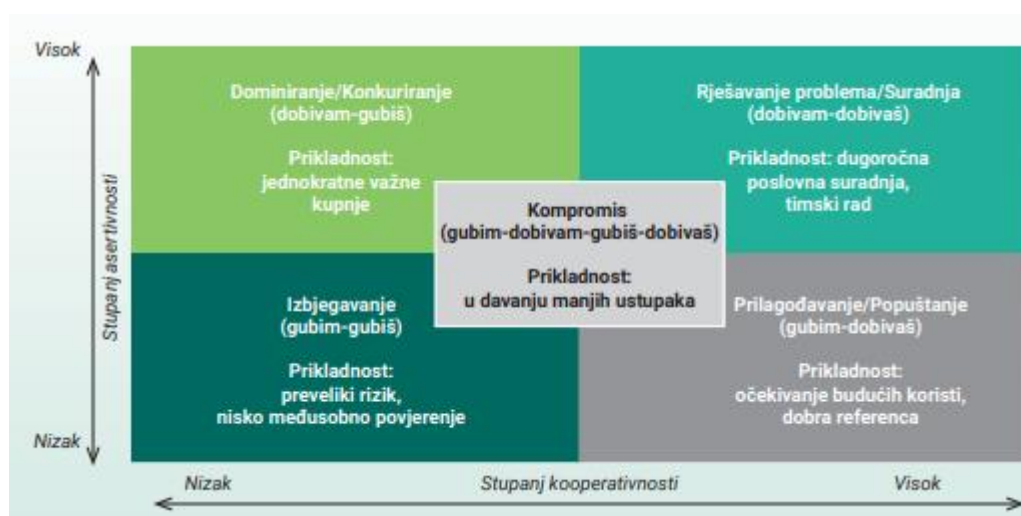 Visok
Dominiranje/Konkuriranje
(dobivam-gubiš)
Prikladnost:
jednokratne važne
kupnje
Rješavanje problema/Suradnja
(dobivam-dobivaš)
Prikladnost: dugoročna
poslovna suradnja,
timski rad
Stupanj asertivnosti
Kompromis
(gubim-dobivam-gubiš-dobivaš)
Prikladnost:
u davanju manjih ustupaka
Izbjegavanje
(gubim-gubiš)
Prikladnost:
preveliki rizik,
nisko međusobno povjerenje
Prilagođavanje/Popuštanje
(gubim-dobivaš)
Prikladnost:
očekivanje budućih koristi,
dobra referenca
Nizak
Nizak
Stupanj kooperativnosti
Visok